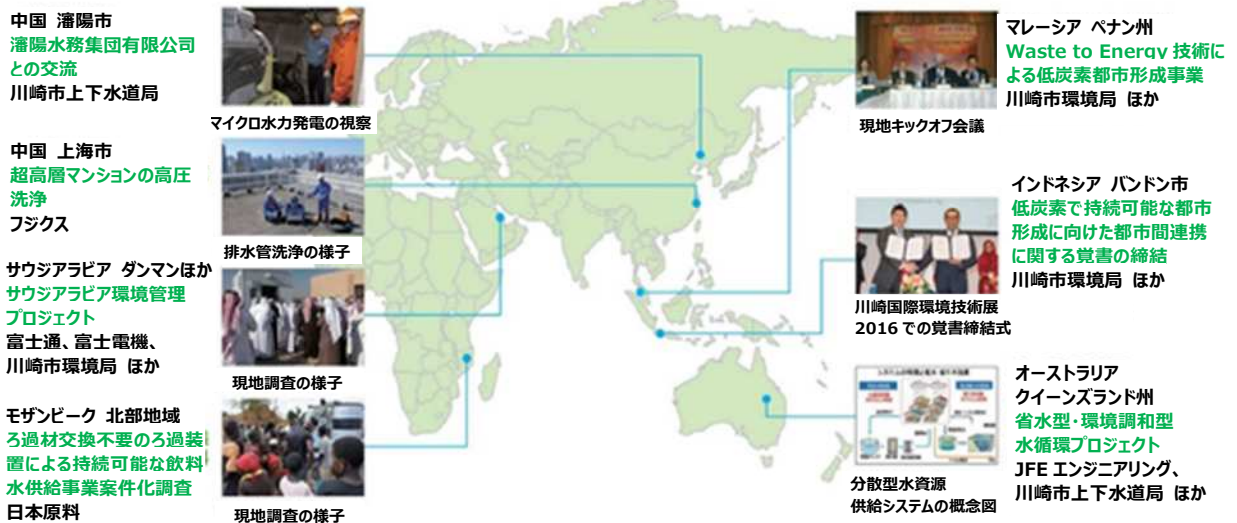 中国 瀋陽市
瀋陽水務集団有限公司
との交流
川崎市上下水道局
マイクロ水力発電の視察
中国 上海市
超高層マンションの高圧
洗浄
フジクス
排水管洗浄の様子
サウジアラビア ダンマンほか
サウジアラビア環境管理
プロジェクト
富士通、富士電機、
川崎市環境局 ほか
現地調査の様子
モザンビーク 北部地域
ろ過材交換不要のろ過装
置による持続可能な飲料
水供給事業案件化調査
日本原料
現地調査の様子
マレーシア ペナン州
Waste to Energy 技術に
よる低炭素都市形成事業
川崎市環境局 ほか
現地キックオフ会議
インドネシア バンドン市
低炭素で持続可能な都市
形成に向けた都市間連携
に関する覚書の締結
川崎市環境局 ほか
川崎国際環境技術展
2016での覚書締結式
オーストラリア
クイーンズランド州
省水型・環境調和型
水循環プロジェクト
JFEエンジニアリング、
川崎市上下水道局 ほか
分散型水資源
供給システムの概念図